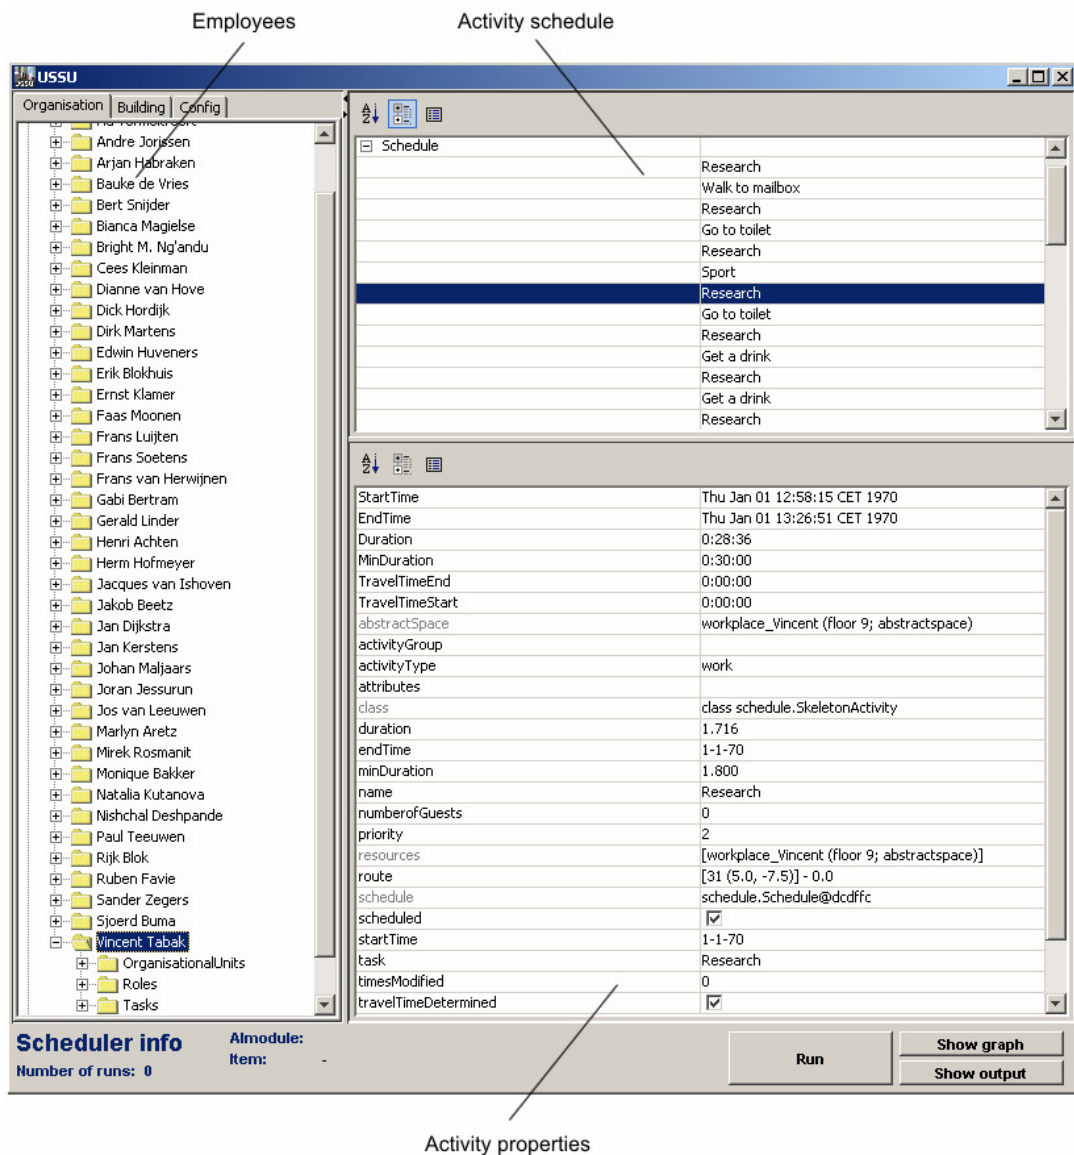 Employees
Activity schedule
USSU
Organisation
Building
Config
Andre Jorissen
Arjan Habraken
Bauke de Vries
Bert Snijder
Bianca Magielse
Bright M. Ng'andu
Cees Kleinman
Dianne van Hove
Dick Hordijk
Dirk Martens
Edwin Huveners
Erik Blokhuis
Ernst Klamer
Faas Moonen
Frans Luijten
Frans Soetens
Frans van Herwijnen
Gabi Bertram
Gerald Linder
Henri Achten
Herm Hofmeyer
Jacques van Ishoven
Jakob Beetz
Jan Dijkstra
Jan Kerstens
Johan Maljaars
Joran Jessurun
Jos van Leeuwen
Marlyn Aretz
Mirek Rosmanit
Monique Bakker
Natalia Kutanova
Nishchal Deshpande
Paul Teeuwen
Rijk Blok
Ruben Favie
Sander Zegers
Sjoerd Buma
Vincent Tabak
OrganisationalUnits
Roles
Tasks
Schedule
Research
Walk to mailbox
Research
Go to toilet
Research
Sport
Research
Go to toilet
Research
Get a drink
Research
Get a drink
Research
StartTime Thu Jan 01 12:58:15 CET 1970
EndTime Thu Jan 01 13:26:51 CET 1970
Duration 0:28:36
MinDuration 0:30:00
TravelTimeEnd 0:00:00
TravelTimeStart 0:00:00
abstractSpace workplace_Vincent (floor 9; abstractspace)
activityGroup
activityType work
attributes
class class schedule.SkeletonActivity
duration 1.716
endTime 1-1-70
minDuration 1.800
name Research
numberofGuests 0
priority 2
resources [workplace_Vincent (floor 9; abstractspace)]
route [31 (5.0, -7.5)] - 0.0
schedule schedule.Schedule@dcdffc
scheduled
startTime 1-1-70
task Research
timesModified 0
travelTimeDetermined
Scheduler info
Number of runs: 0
AImodule:
Item: -
Run
Show graph
Show output
Activity properties